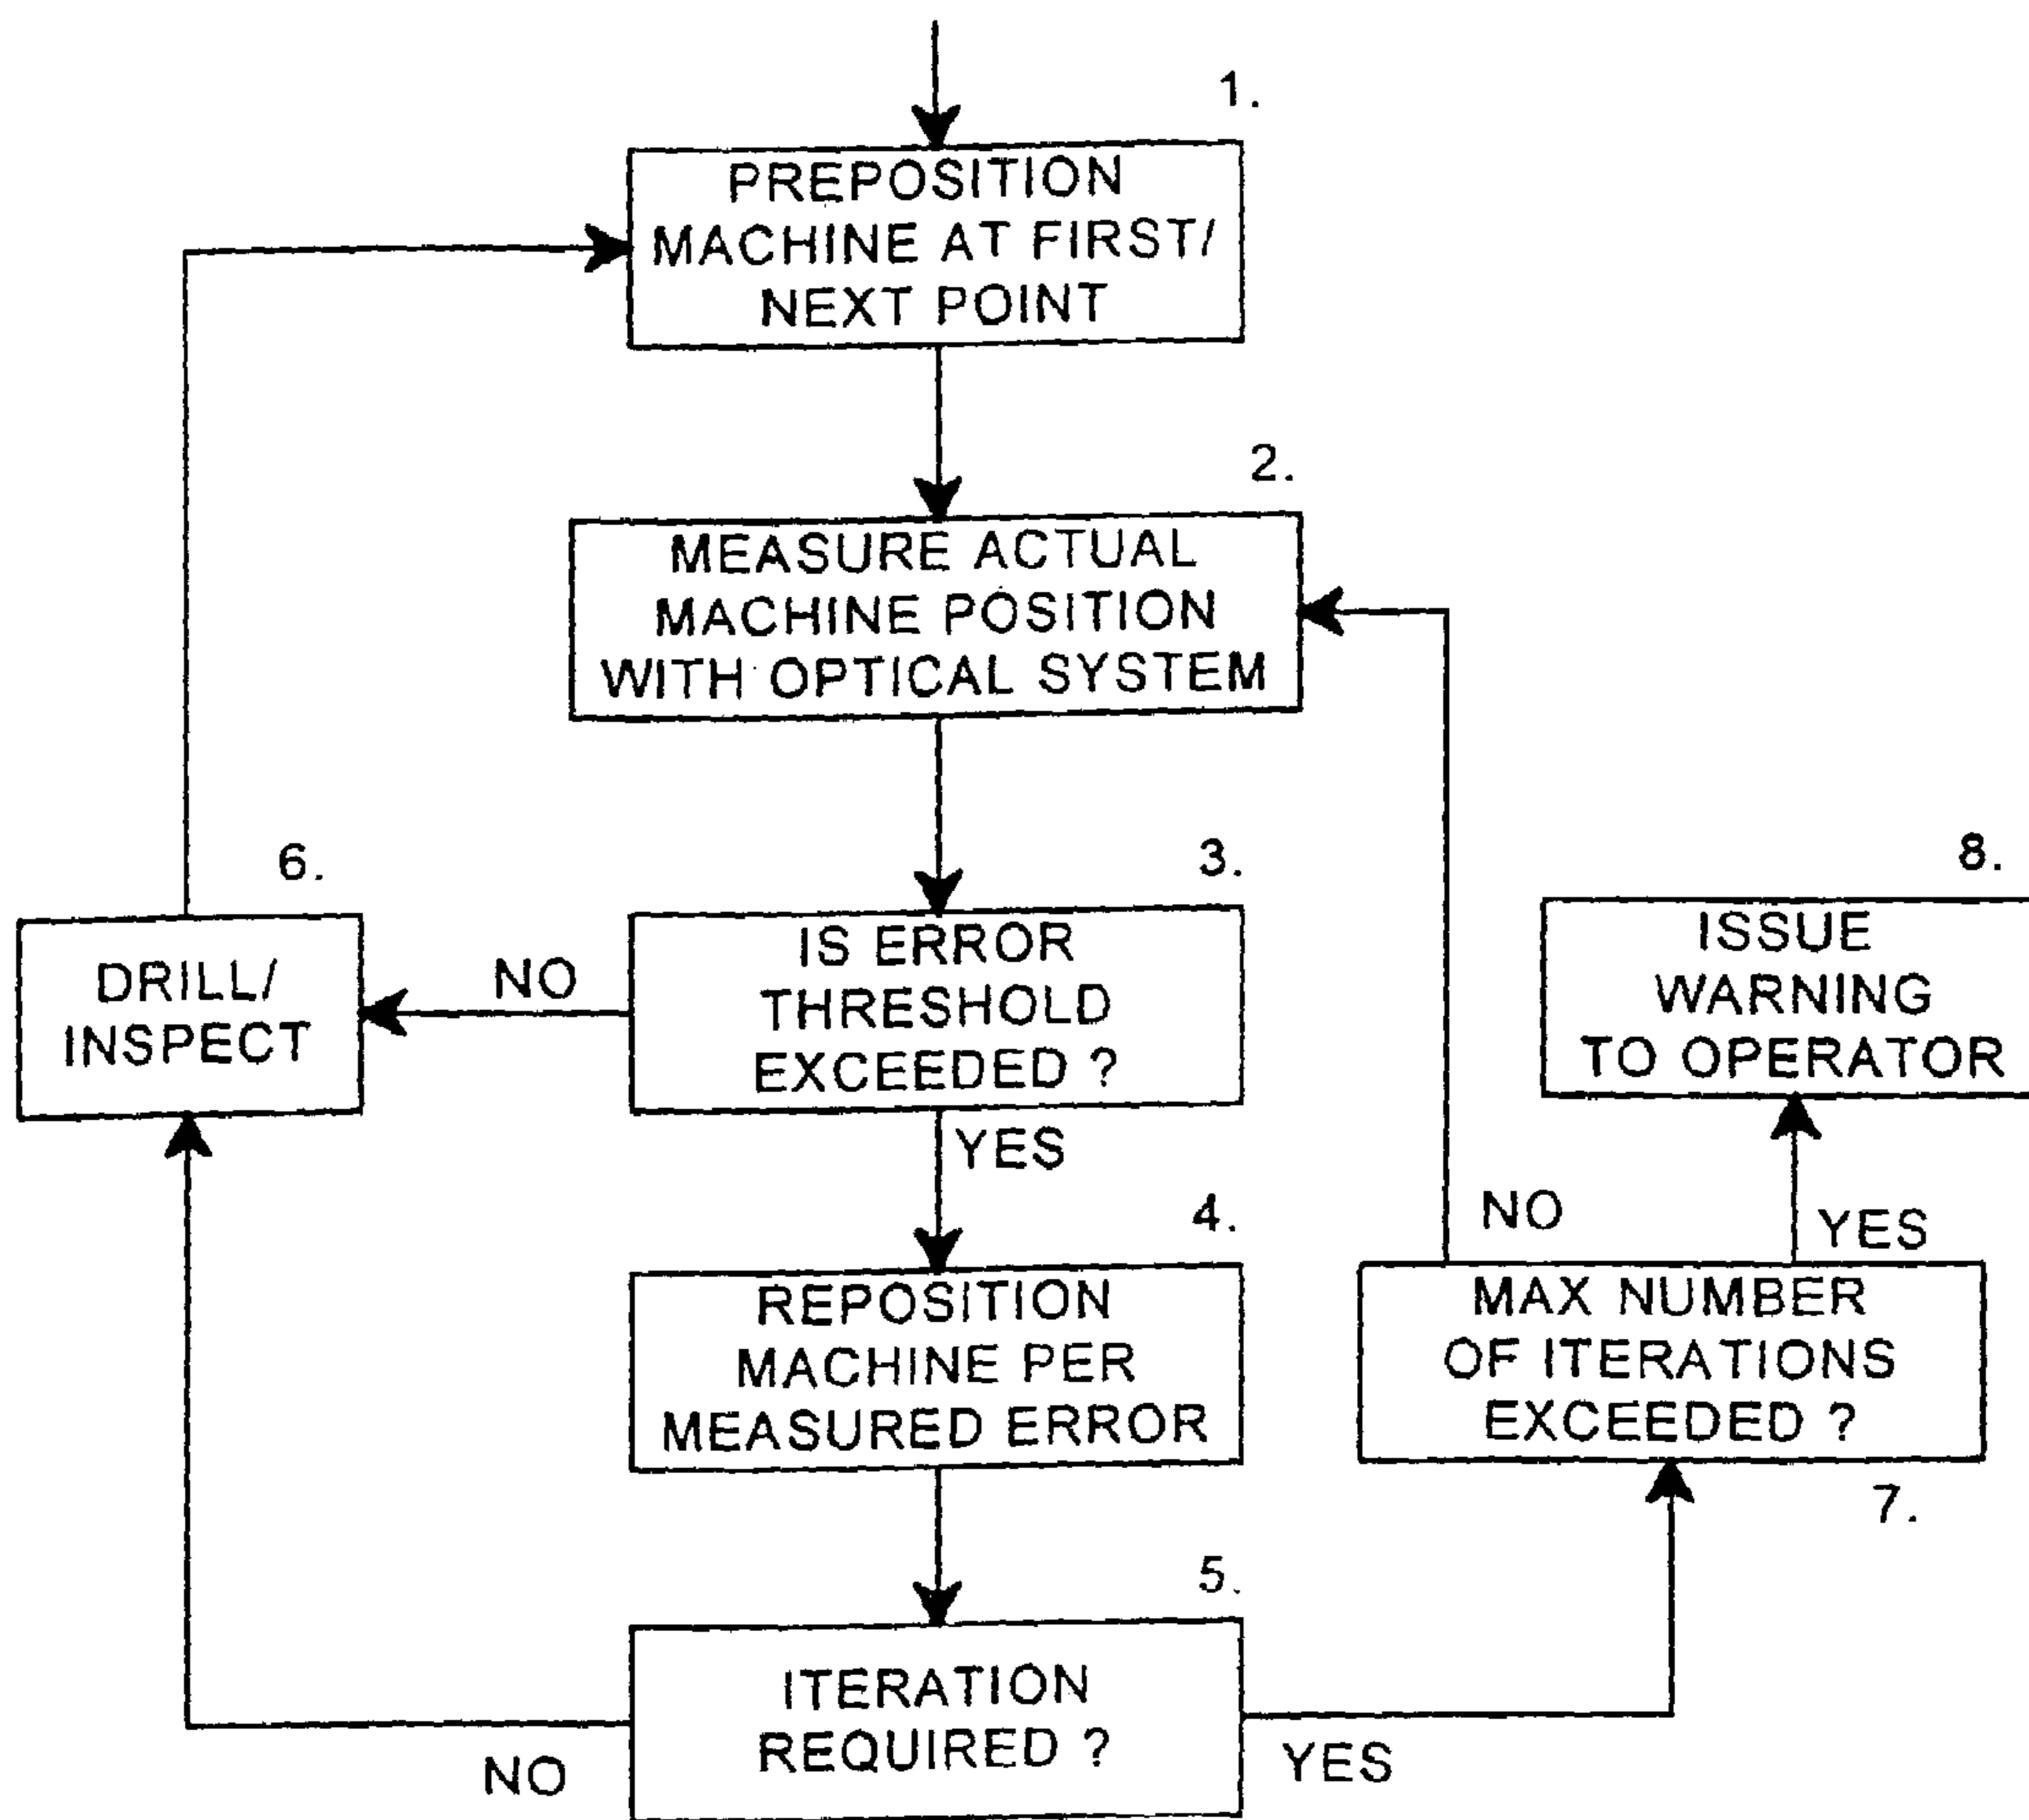 1.
PREPOSITION
MACHINE AT FIRST/
NEXT POINT
2.
MEASURE ACTUAL
MACHINE POSITION
WITH OPTICAL SYSTEM
3.
IS ERROR
THRESHOLD
EXCEEDED ?
NO
YES
6.
DRILL/
INSPECT
4.
REPOSITION
MACHINE PER
MEASURED ERROR
5.
ITERATION
REQUIRED ?
NO
YES
7.
MAX NUMBER
OF ITERATIONS
EXCEEDED ?
NO
YES
8.
ISSUE
WARNING
TO OPERATOR